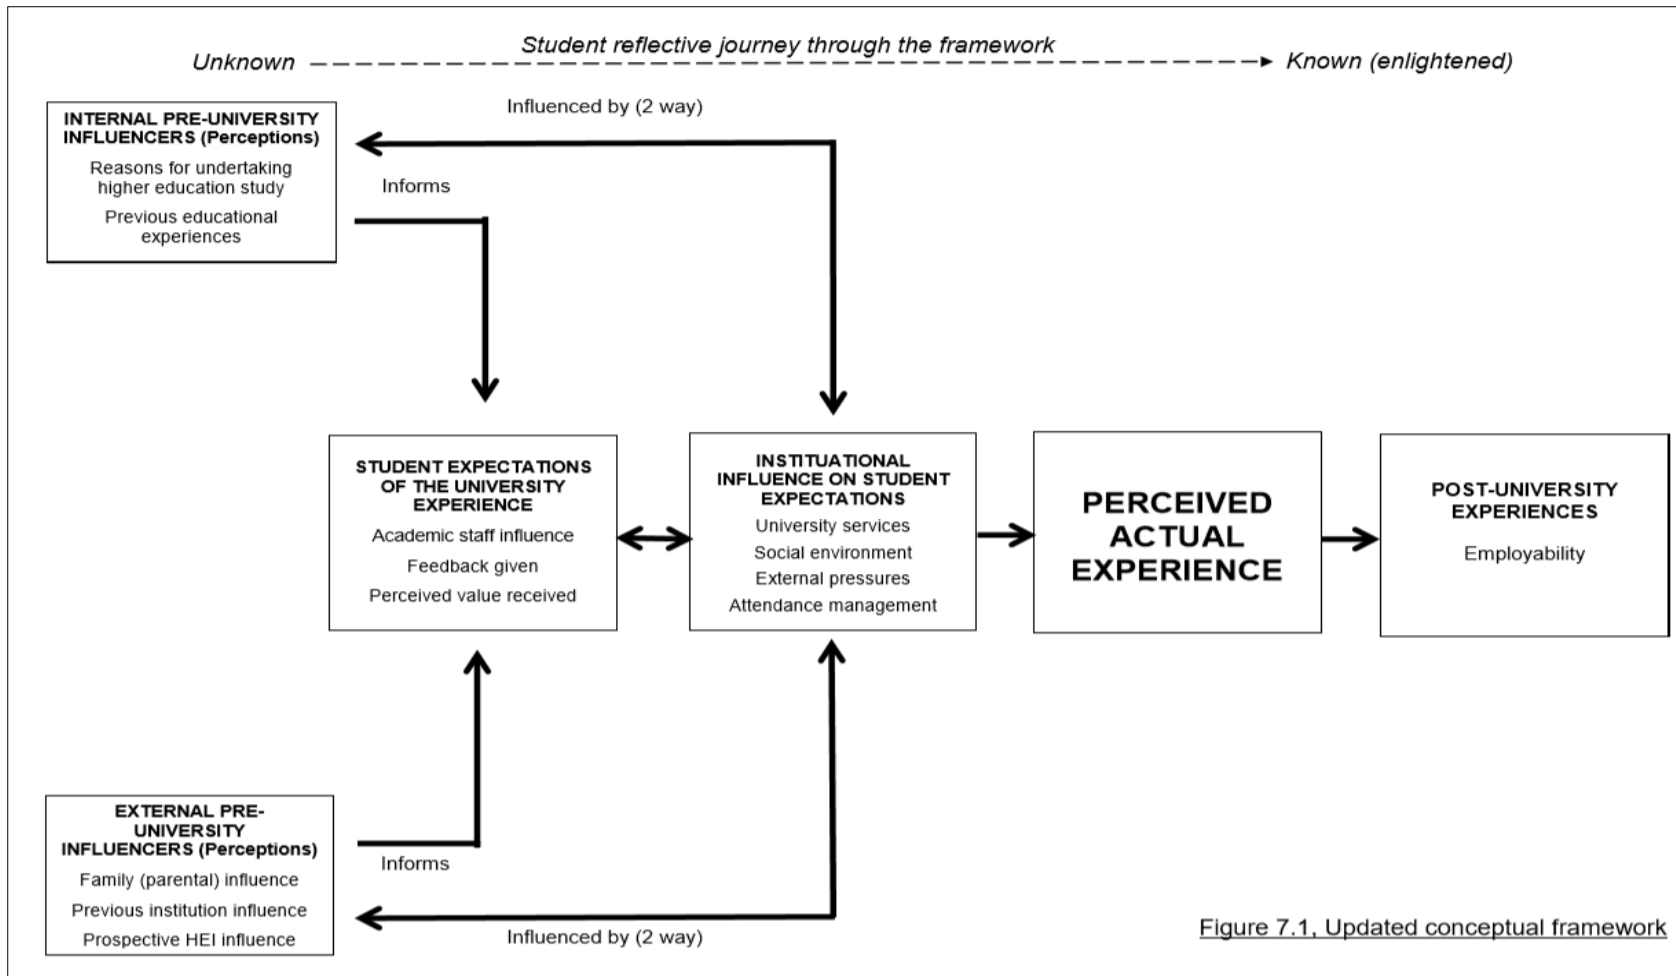 Student reflective journey through the framework
Unknown
Known (enlightened)
Influenced by (2 way)
INTERNAL PRE-UNIVERSITY
INFLUENCERS (Perceptions)
Reasons for undertaking
higher education study
Previous educational
experiences
Informs
STUDENT EXPECTATIONS
OF THE UNIVERSITY
EXPERIENCE
Academic staff influence
Feedback given
Perceived value received
INSTITUATIONAL
INFLUENCE ON STUDENT
EXPECTATIONS
University services
Social environment
External pressures
Attendance management
PERCEIVED
ACTUAL
EXPERIENCE
POST-UNIVERSITY
EXPERIENCES
Employability
EXTERNAL PRE-
UNIVERSITY
INFLUENCERS (Perceptions)
Family (parental) influence
Previous institution influence
Prospective HEI influence
Informs
Influenced by (2 way)
Figure 7.1, Updated conceptual framework